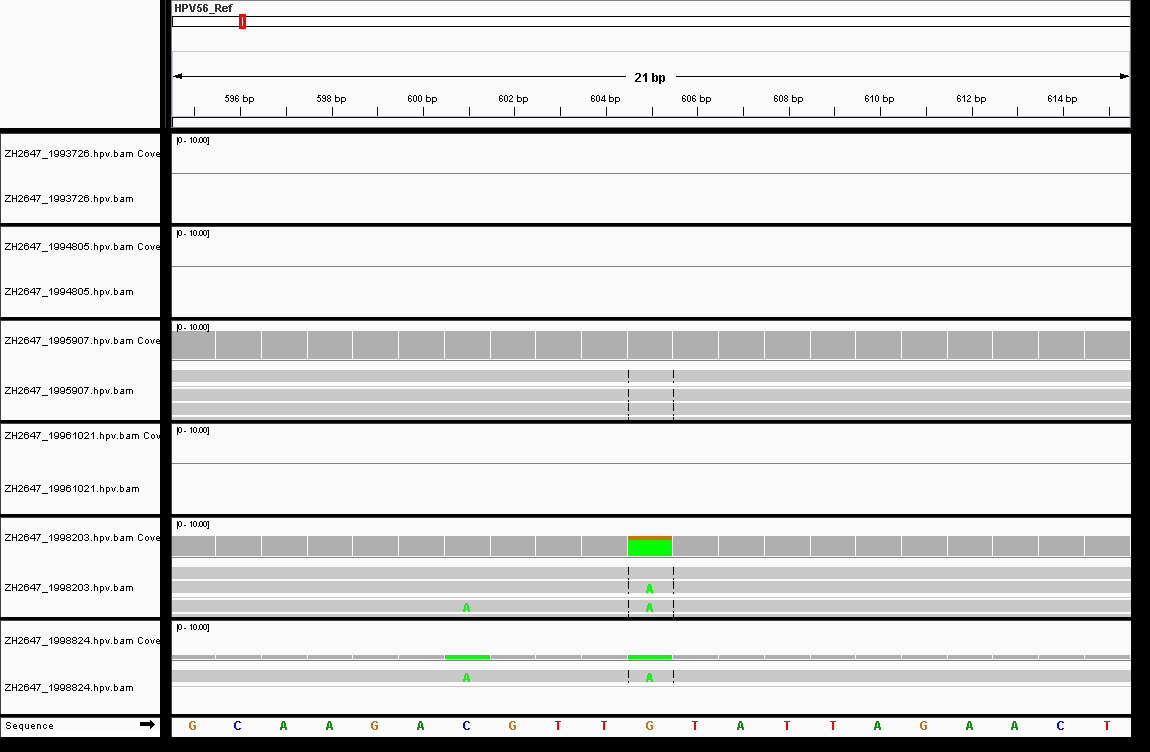 HPV56_Ref
21 bp
596 bp 598 bp 600 bp 602 bp 604 bp 606 bp 608 bp 610 bp 612 bp 614 bp
[0 - 10.00]
ZH2647_1993726.hpv.bam Cove
ZH2647_1993726.hpv.bam
[0 - 10.00]
ZH2647_1994805.hpv.bam Cove
ZH2647_1994805.hpv.bam
[0 - 10.00]
ZH2647_1995907.hpv.bam Cove
ZH2647_1995907.hpv.bam
[0 - 10.00]
ZH2647_19961021.hpv.bam Cov
ZH2647_19961021.hpv.bam
[0 - 10.00]
ZH2647_1998203.hpv.bam Cove
ZH2647_1998203.hpv.bam A
A A
[0 - 10.00]
ZH2647_1998824.hpv.bam Cove
A A
ZH2647_1998824.hpv.bam
Sequence G C A A G A C G T T G T A T T A G A A C T